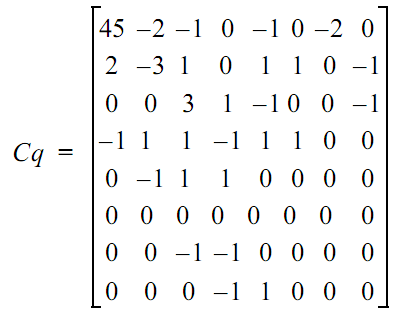 45 –2 –1 0 –1 0 –2 0
2 –3 1 0 1 1 0 –1
0 0 3 1 –1 0 0 –1
Cq = –1 1 1 –1 1 1 0 0
0 –1 1 1 0 0 0 0
0 0 0 0 0 0 0 0
0 0 –1 –1 0 0 0 0
0 0 0 –1 1 0 0 0